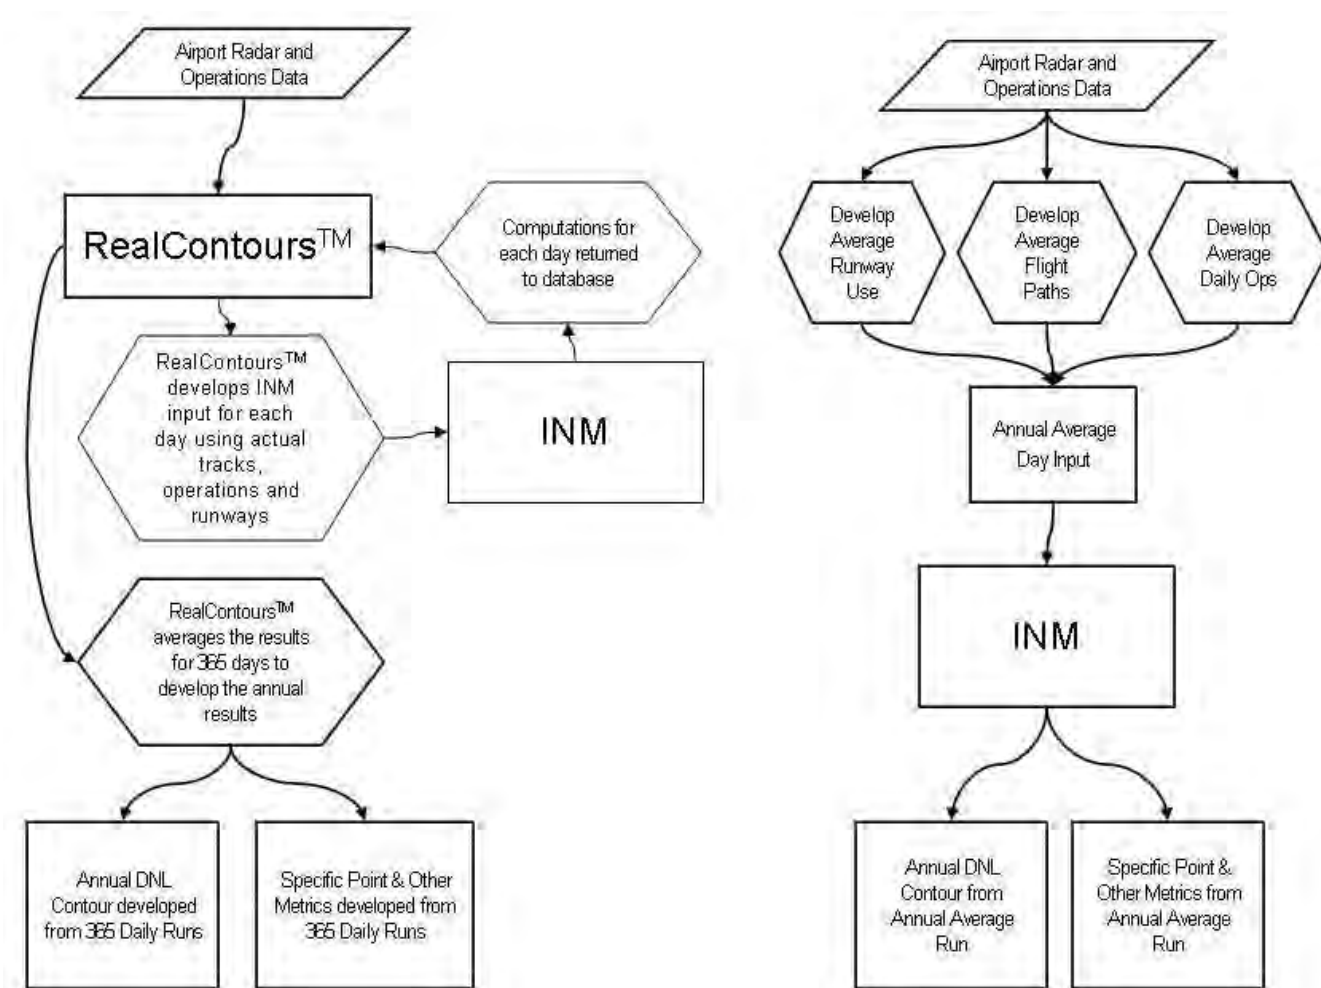 Airport Radar and
Operations Data
RealContours™
Computations for
each day returned
to database
RealContours™
develops INM
input for each
day using actual
tracks,
operations and
runways
INM
RealContours™
averages the results
for 365 days to
develop the annual
results
Annual DNL
Contour developed
from 365 Daily Runs
Specific Point & Other
Metrics developed from
365 Daily Runs
Airport Radar and
Operations Data
Develop
Average
Runway
Use
Develop
Average
Flight
Paths
Develop
Average
Daily Ops
Annual Average
Day Input
INM
Annual DNL
Contour from
Annual Average
Run
Specific Point &
Other Metrics from
Annual Average
Run